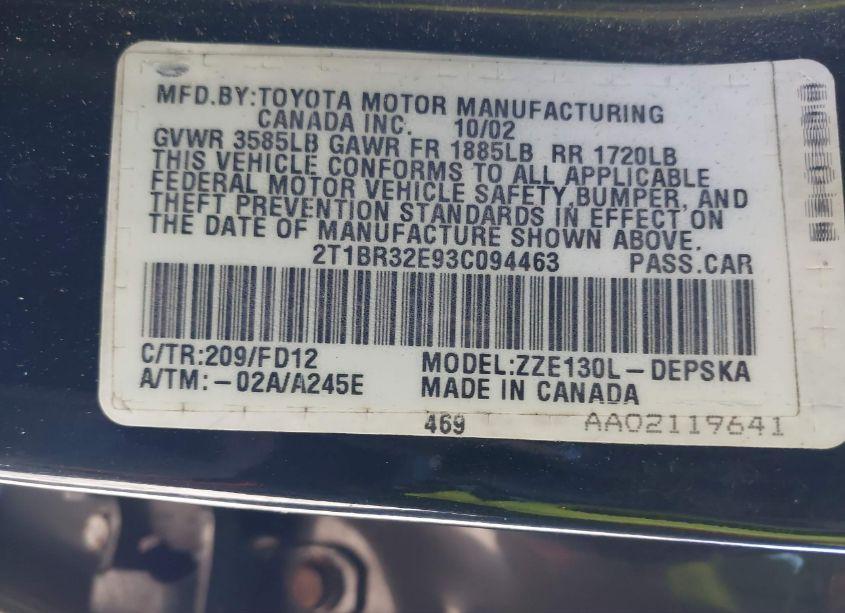 MFD.BY:TOYOTA MOTOR MANUFACTURING
CANADA INC. 10/02
GVWR 3585LB GAWR FR 1885LB RR 1720LB
THIS VEHICLE CONFORMS TO ALL APPLICABLE
FEDERAL MOTOR VEHICLE SAFETY,BUMPER, AND
THEFT PREVENTION STANDARDS IN EFFECT ON
THE DATE OF MANUFACTURE SHOWN ABOVE.
2T1BR32E93C094463 PASS.CAR
C/TR:209/FD12 MODEL:ZZE130L-DEPSKA
A/TM:-02A/A245E MADE IN CANADA
469 AA02119641